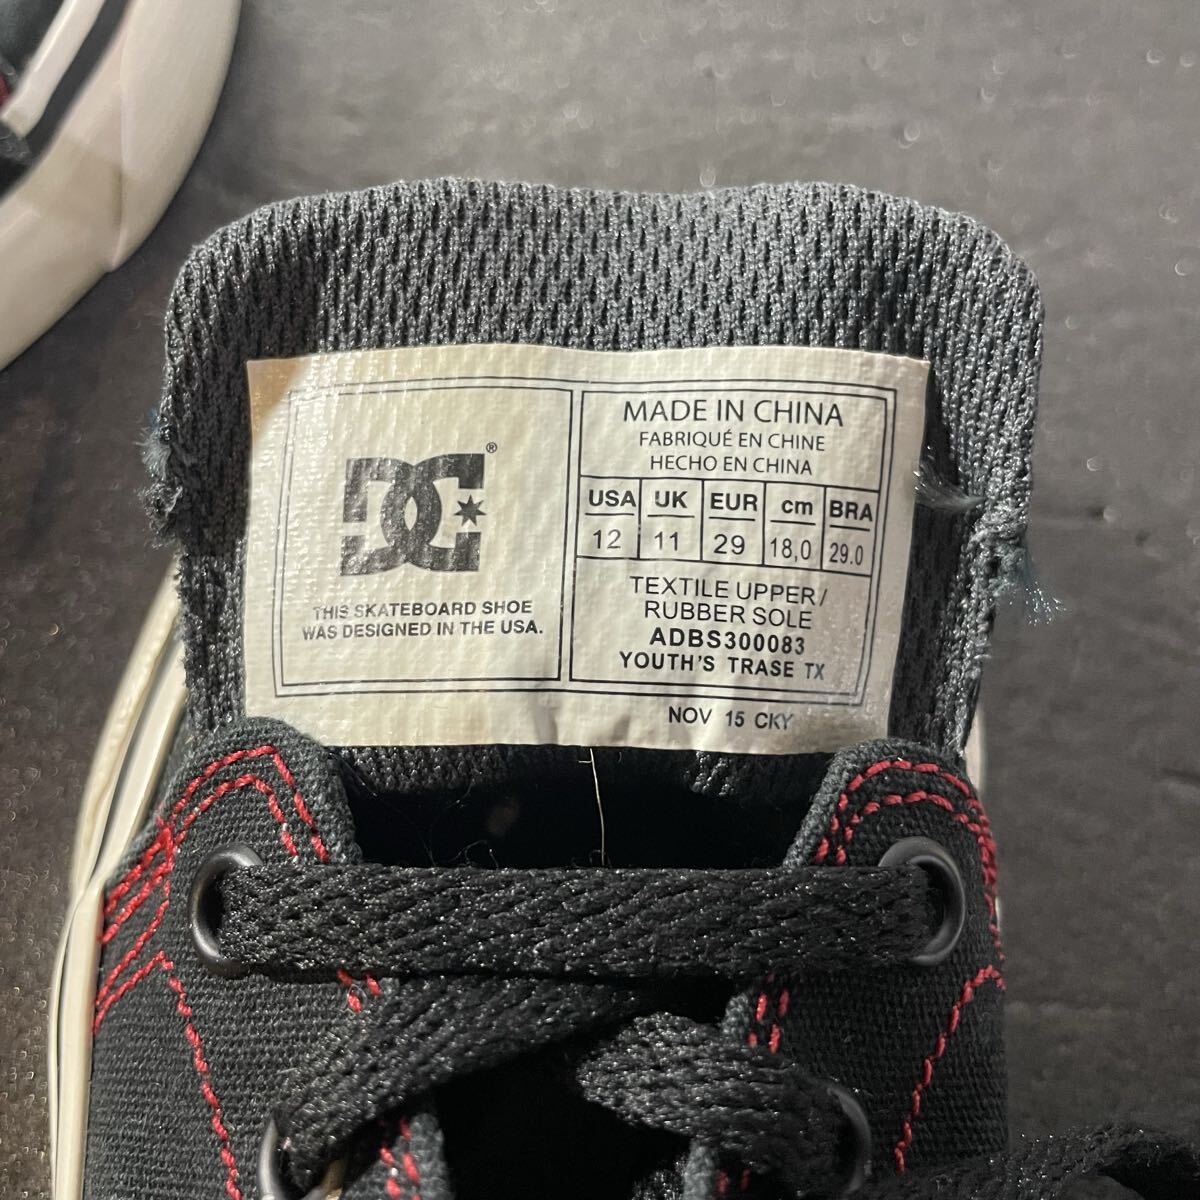 DC®
THIS SKATEBOARD SHOE
WAS DESIGNED IN THE USA.
MADE IN CHINA
FABRIQUÉ EN CHINE
HECHO EN CHINA
USA UK EUR cm BRA
12 11 29 18,0 29.0
TEXTILE UPPER/
RUBBER SOLE
ADBS300083
YOUTH'S TRASE TX
NOV 15 CKY